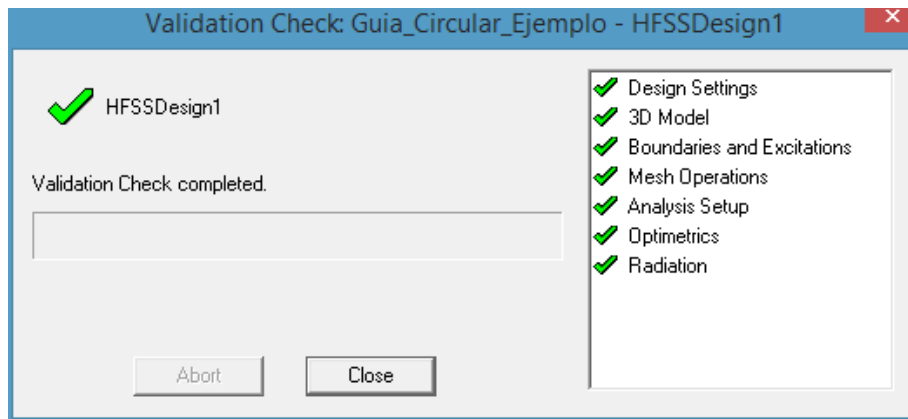 Validation Check: Guia_Circular_Ejemplo - HFSSDesign1
HFSSDesign1
Validation Check completed.
Abort
Close
Design Settings
3D Model
Boundaries and Excitations
Mesh Operations
Analysis Setup
Optimetrics
Radiation